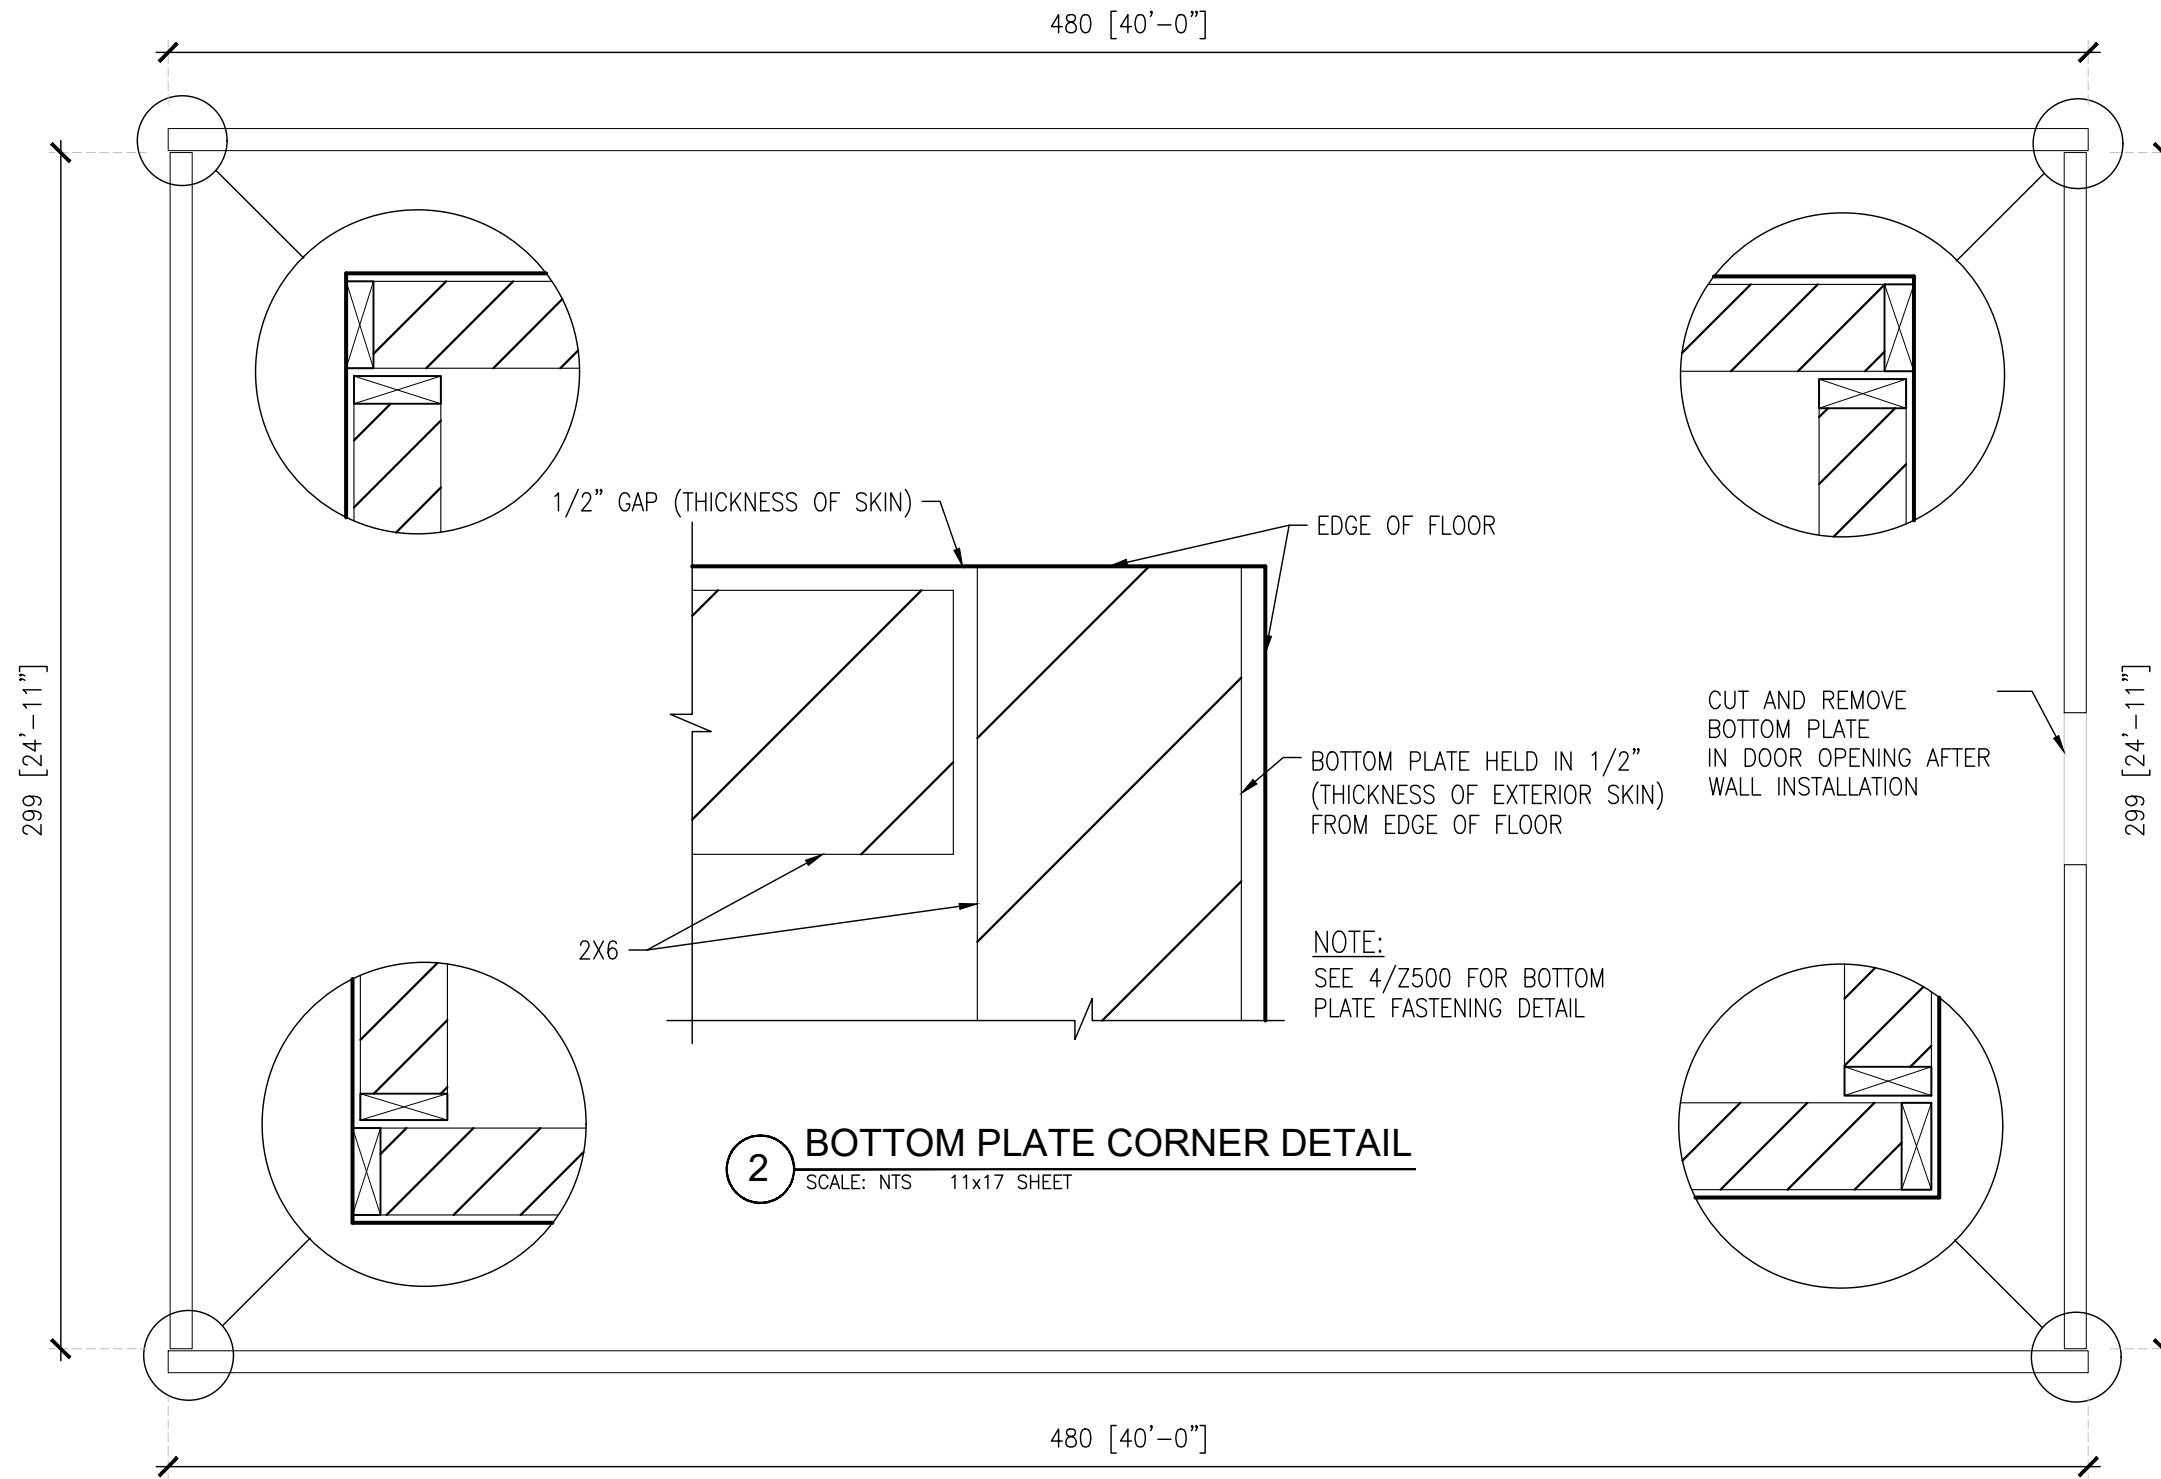 480 [40'-0"]
1/2" GAP (THICKNESS OF SKIN)
EDGE OF FLOOR
299 [24'-11"]
CUT AND REMOVE
BOTTOM PLATE
IN DOOR OPENING AFTER
WALL INSTALLATION
299 [24'-11"]
BOTTOM PLATE HELD IN 1/2"
(THICKNESS OF EXTERIOR SKIN)
FROM EDGE OF FLOOR
2X6
NOTE:
SEE 4/Z500 FOR BOTTOM
PLATE FASTENING DETAIL
2
BOTTOM PLATE CORNER DETAIL
SCALE: NTS 11x17 SHEET
480 [40'-0"]